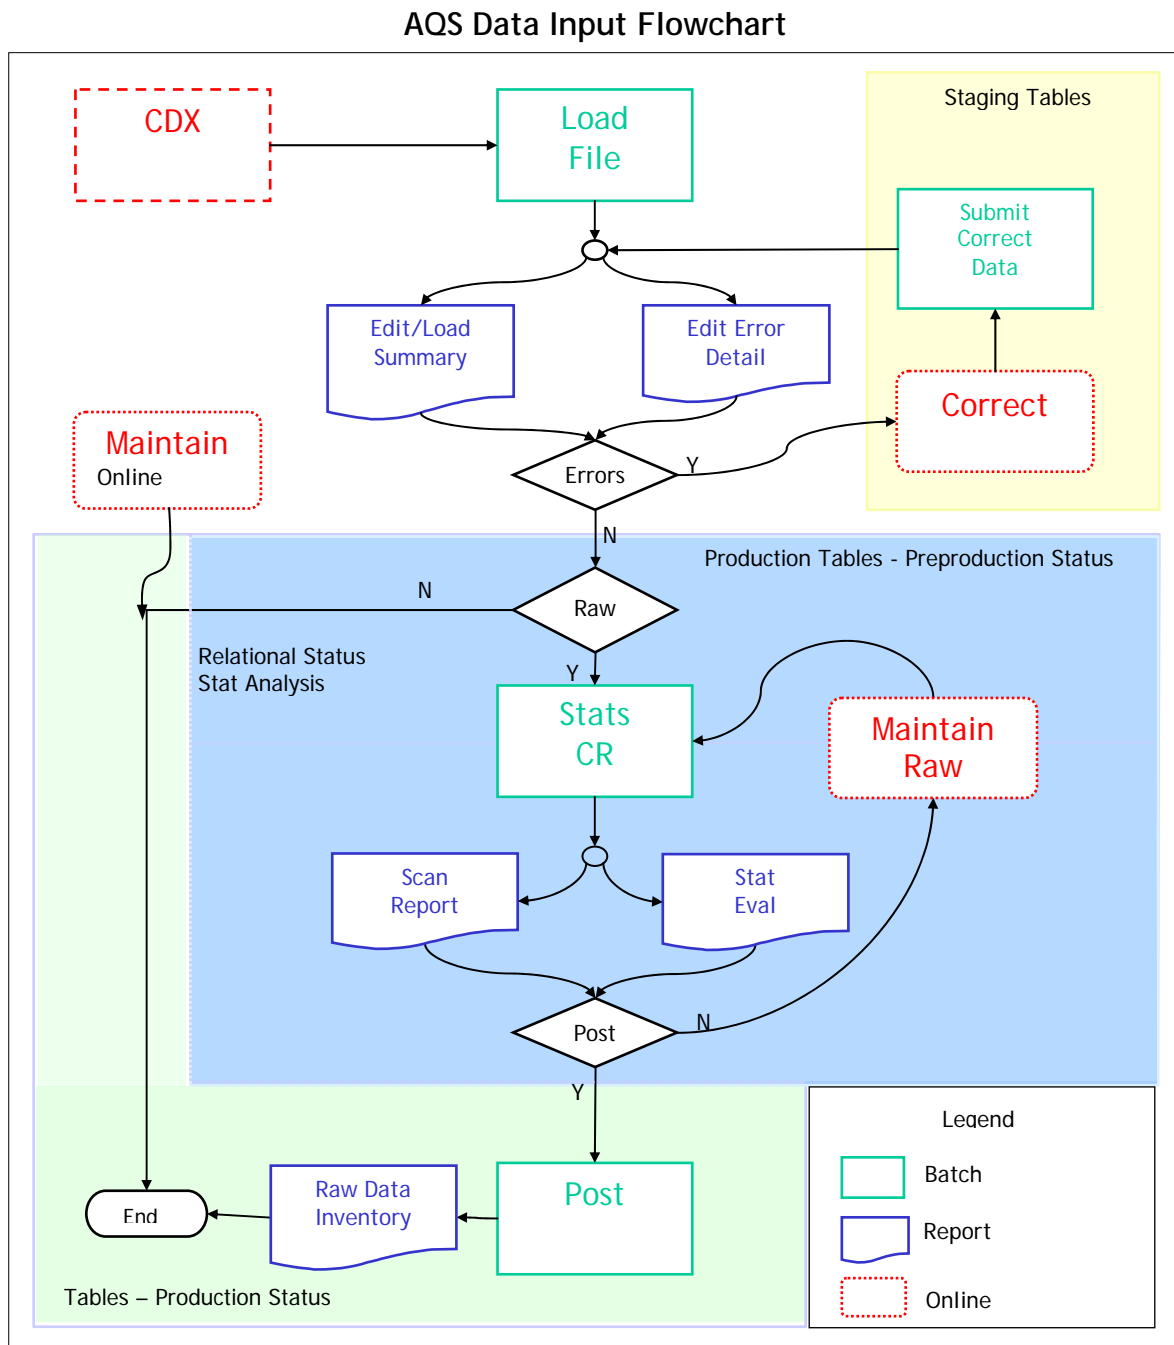 AQS Data Input Flowchart
CDX
Load
File
Staging Tables
Submit
Correct
Data
Edit/Load
Summary
Edit Error
Detail
Correct
Maintain
Online
Errors
Y
N
Production Tables - Preproduction Status
N
Raw
Relational Status
Stat Analysis
Y
Stats
CR
Maintain
Raw
Scan
Report
Stat
Eval
Post
N
Y
Legend
Batch
Post
Raw Data
Inventory
End
Report
Tables – Production Status
Online